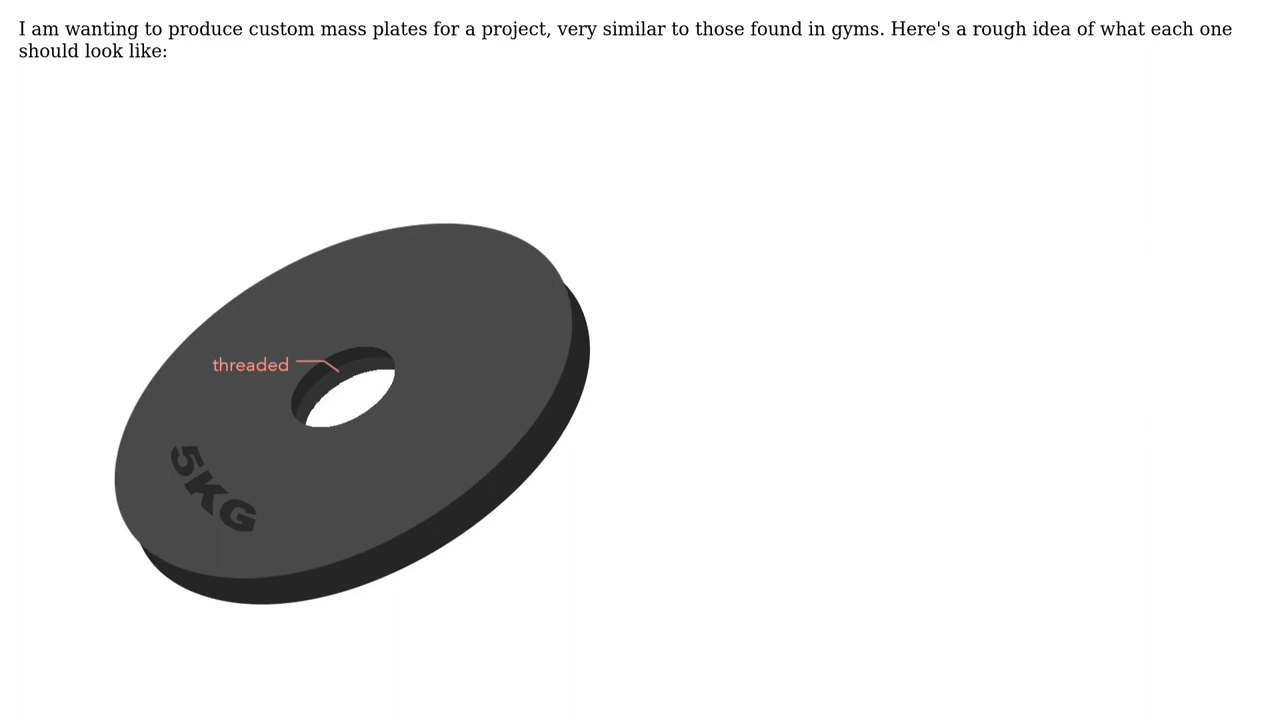 I am wanting to produce custom mass plates for a project, very similar to those found in gyms. Here's a rough idea of what each one
should look like:
threaded
5KG